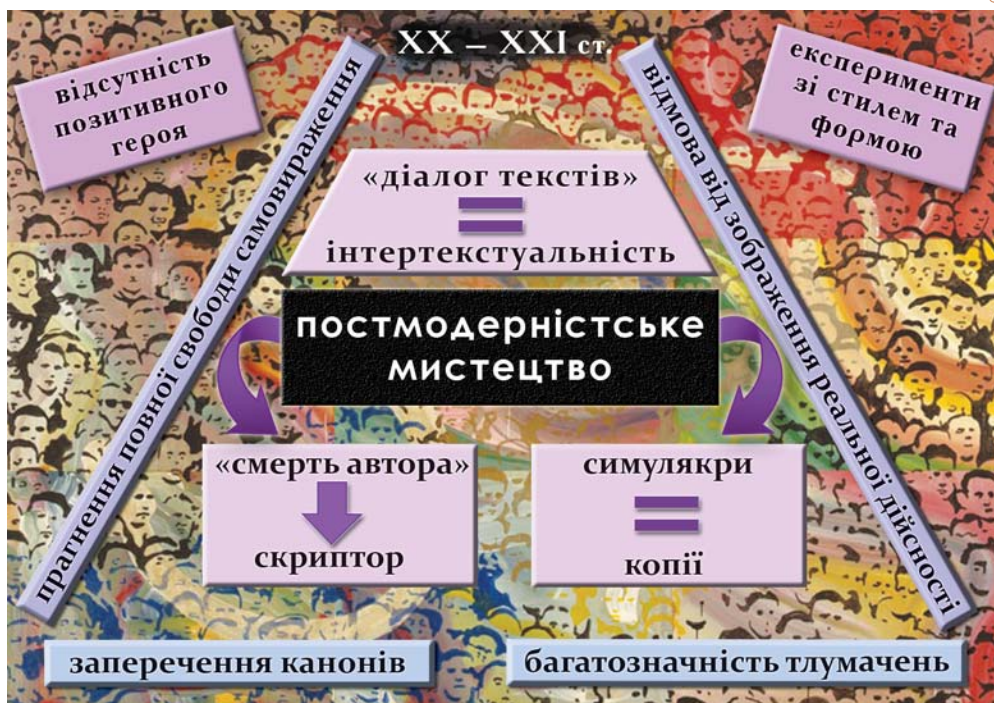 XX – XXI ст.
відсутність
позитивного
героя
експерименти
зі стилем та
формою
прагнення повної свободи самовираження
відмова від зображення реальної дійсності
«діалог текстів»
=
інтертекстуальність
постмодерністське
мистецтво
«смерть автора»
скриптор
симулякри
=
копії
заперечення канонів
багатозначність тлумачень